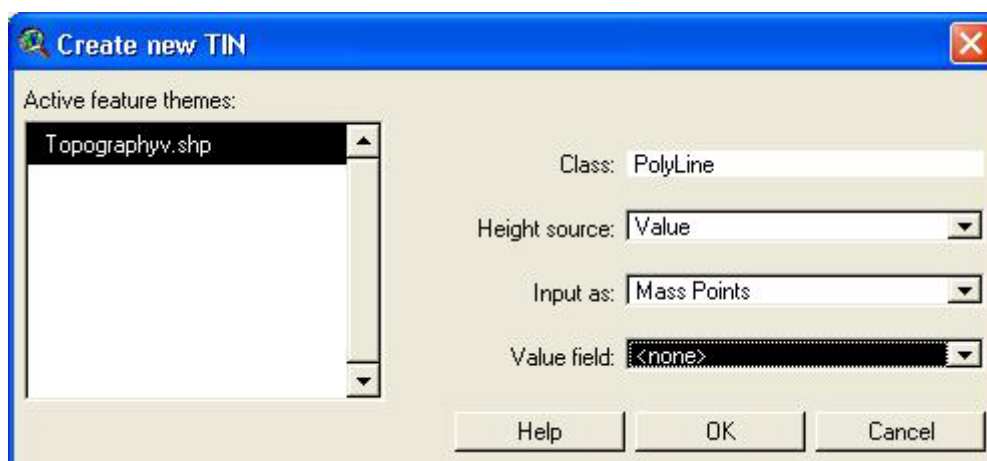 Create new TIN
Active feature themes:
Topographyv.shp
Class: PolyLine
Height source: Value
Input as: Mass Points
Value field: <none>
Help OK Cancel